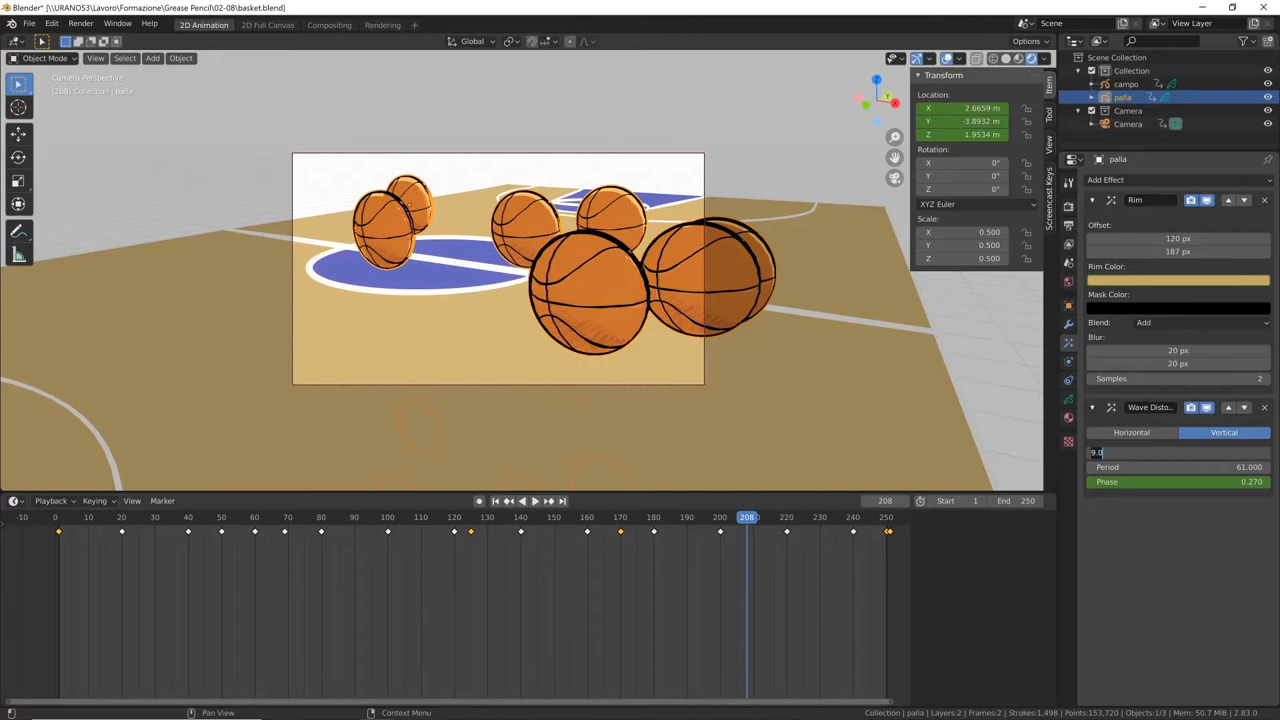 Blender* [\\URANOS3\Lavoro\Formazione\Grease Pencil\02-08\basket.blend]
File Edit Render Window Help 2D Animation 2D Full Canvas Compositing Rendering Scene View Layer
Object Mode View Select Add Object Global Options
Camera Perspective
(208) Collection | palla
Transform
Location:
X 2.6659 m
Y -3.8932 m
Z 1.9534 m
Rotation:
X 0°
Y 0°
Z 0°
XYZ Euler
Scale:
X 0.500
Y 0.500
Z 0.500
Item
Tool
View
Screencast Keys
Scene Collection
Collection
campo
palla
Camera
Camera
palla
Add Effect
Rim
Offset:
120 px
187 px
Rim Color:
Mask Color:
Blend: Add
Blur:
20 px
20 px
Samples 2
Wave Disto...
Horizontal Vertical
9.0
Period 61.000
Phase 0.270
Playback Keying View Marker 208 Start 1 End 250
-10 0 10 20 30 40 50 60 70 80 90 100 110 120 130 140 150 160 170 180 190 200 208 220 230 240 250
Pan View Context Menu Collection | palla | Layers:2 | Frames:2 | Strokes:1,498 | Points:153,720 | Objects:1/3 | Mem: 50.7 MiB | 2.83.0